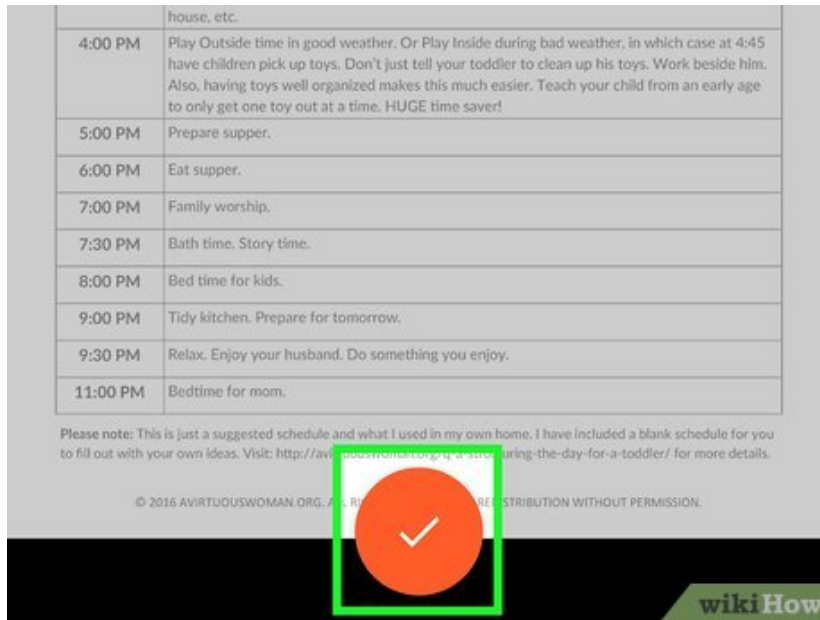 house, etc.
4:00 PM Play Outside time in good weather. Or Play Inside during bad weather, in which case at 4:45
have children pick up toys. Don't just tell your toddler to clean up his toys. Work beside him.
Also, having toys well organized makes this much easier. Teach your child from an early age
to only get one toy out at a time. HUGE time saver!
5:00 PM Prepare supper.
6:00 PM Eat supper.
7:00 PM Family worship.
7:30 PM Bath time. Story time.
8:00 PM Bed time for kids.
9:00 PM Tidy kitchen. Prepare for tomorrow.
9:30 PM Relax. Enjoy your husband. Do something you enjoy.
11:00 PM Bedtime for mom.
Please note: This is just a suggested schedule and what I used in my own home. I have included a blank schedule for you
to fill out with your own ideas. Visit: for more details.
© 2016 AVIRTUOUSWOMAN.ORG. WITHOUT PERMISSION.
wikiHow